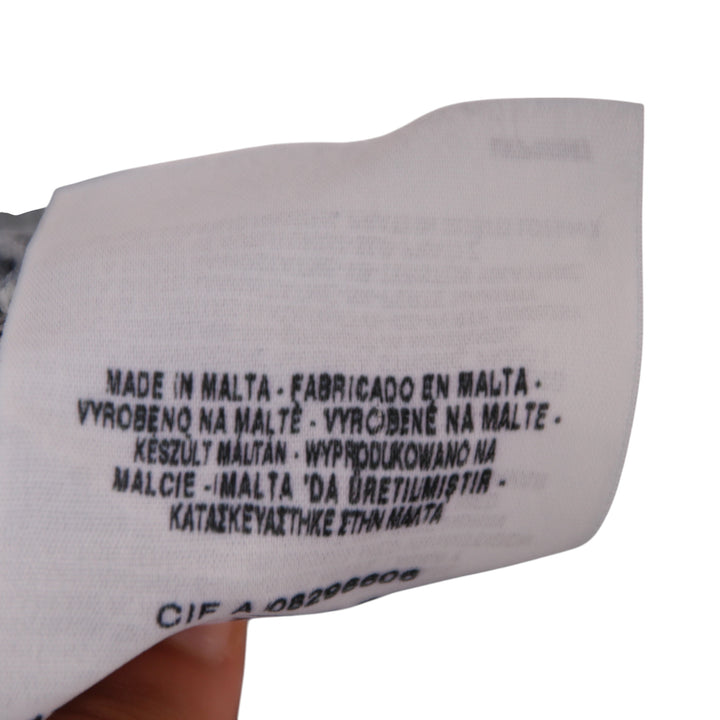 MADE IN MALTA - FABRICADO EN MALTA -
VYROBENO NA MALTĚ - VYROBENÉ NA MALTE -
KÉSZÜLT MÁLTÁN - WYPRODUKOWANO NA
MALCIE - MALTA 'DA ÜRETILMIŞTIR -
ΚΑΤΑΣΚΕΥΑΣΤΗΚΕ ΣΤΗΝ ΜΑΛΤΑ
CIF A